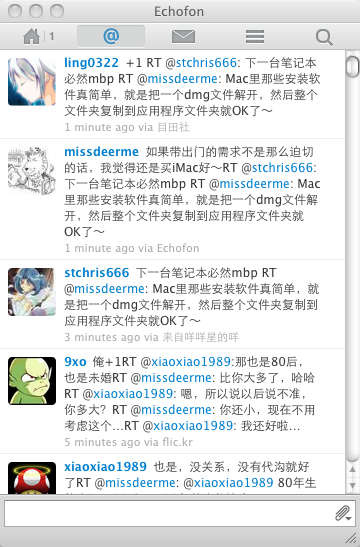 Echofon
1
@
ling0322 +1 RT @stchris666: 下一台笔记本
必然mbp RT @missdeerme: Mac里那些安装软
件真简单，就是把一个dmg文件解开，然后整个
文件夹复制到应用程序文件夹就OK了～
1 minute ago via 目田社
missdeerme 如果带出门的需求不是那么迫切
的话，我觉得还是买iMac好～RT @stchris666:
下一台笔记本必然mbp RT @missdeerme: Mac
里那些安装软件真简单，就是把一个dmg文件解
开，然后整个文件夹复制到应用程序文件夹就
OK了～
1 minute ago via Echofon
stchris666 下一台笔记本必然mbp RT
@missdeerme: Mac里那些安装软件真简单，就
是把一个dmg文件解开，然后整个文件夹复制到
应用程序文件夹就OK了～
3 minutes ago via 来自咩咩星的咩
9xo 俺+1RT @xiaoxiao1989:那也是80后，
也是未婚RT @missdeerme: 比你大多了，哈哈
RT @xiaoxiao1989: 嗯，所以说以后说不准，
你多大？RT @missdeerme: 你还小，现在不用
考虑这个...RT @xiaoxiao1989: 我还好啦...
5 minutes ago via flic.kr
xiaoxiao1989 也是，没关系，没有代沟就好
了RT @missdeerme: @xiaoxiao1989 80年生